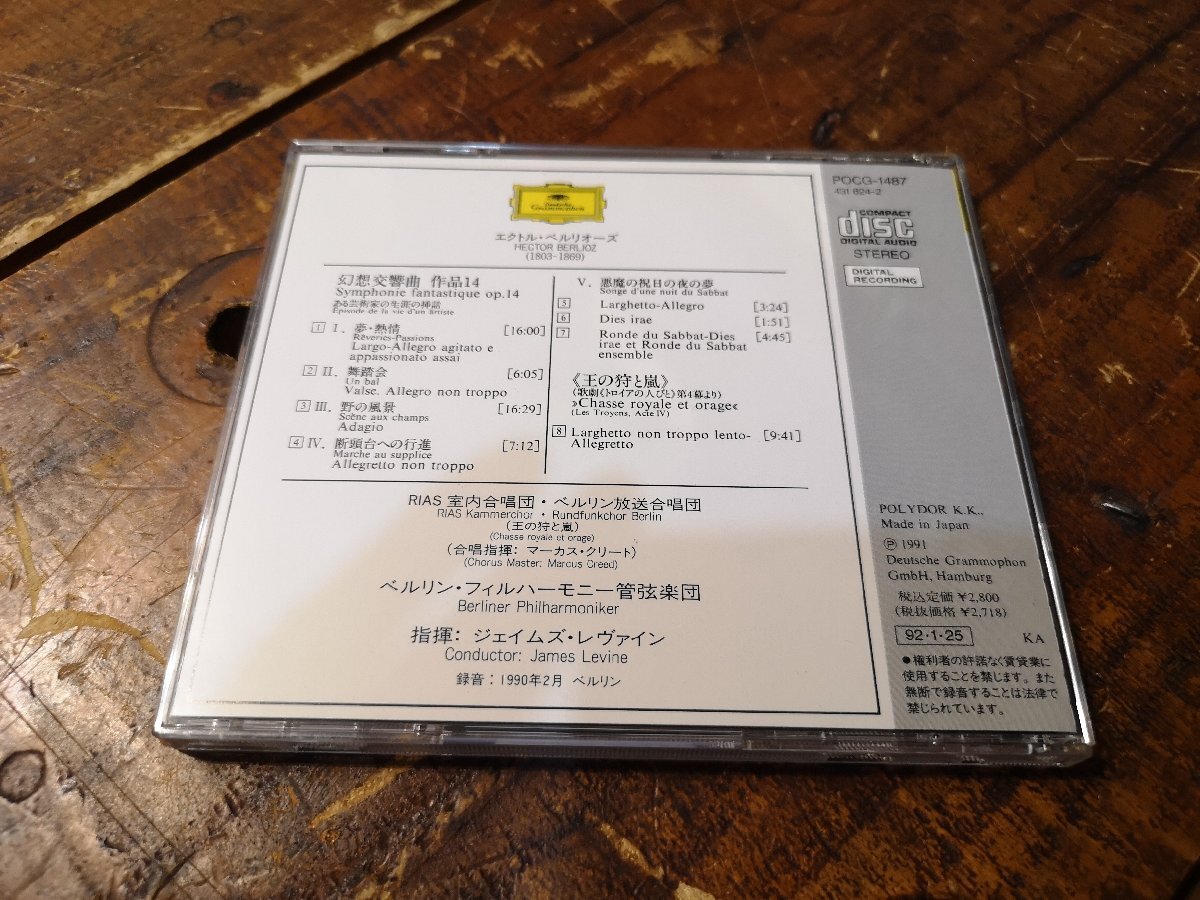 Deutsche
Grammophon
エクトル・ベルリオーズ
HECTOR BERLIOZ
(1803-1869)
幻想交響曲 作品14
Symphonie fantastique op.14
ある芸術家の生涯の挿話
Episode de la vie d'un artiste
1 I. 夢・熱情 [16:00]
Rêveries-Passions
Largo-Allegro agitato e
appassionato assai
2 II. 舞踏会 [6:05]
Un bal
Valse. Allegro non troppo
3 III. 野の風景 [16:29]
Scène aux champs
Adagio
4 IV. 断頭台への行進 [7:12]
Marche au supplice
Allegretto non troppo
V. 悪魔の祝日の夜の夢
Songe d'une nuit du Sabbat
5 Larghetto-Allegro [3:24]
6 Dies irae [1:51]
7 Ronde du Sabbat-Dies [4:45]
irae et Ronde du Sabbat
ensemble
《王の狩と嵐》
(歌劇《トロイアの人びと》第4幕より)
»Chasse royale et orage«
(Les Troyens, Acte IV)
8 Larghetto non troppo lento- [9:41]
Allegretto
RIAS 室内合唱団・ベルリン放送合唱団
RIAS Kammerchor・Rundfunkchor Berlin
(王の狩と嵐)
(Chasse royale et orage)
(合唱指揮: マーカス・クリート)
(Chorus Master: Marcus Creed)
ベルリン・フィルハーモニー管弦楽団
Berliner Philharmoniker
指揮: ジェイムズ・レヴァイン
Conductor: James Levine
録音：1990年2月 ベルリン
POCG-1487
431 624-2
COMPACT
disc
DIGITAL AUDIO
STEREO
DIGITAL
RECORDING
POLYDOR K.K.,
Made in Japan
Ⓟ 1991
Deutsche Grammophon
GmbH, Hamburg
税込定価 ¥2,800
(税抜価格 ¥2,718)
92・1・25 KA
●権利者の許諾なく賃貸業に
使用することを禁じます。また
無断で録音することは法律で
禁じられています。